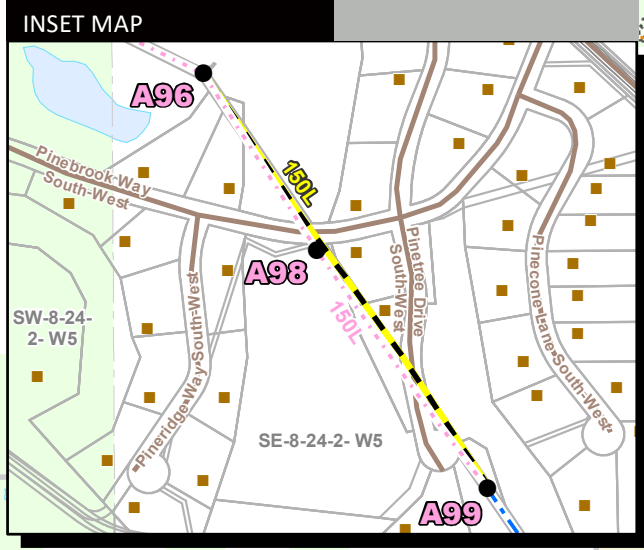 INSET MAP
A96
150L
Pinebrook Way
South-West
A98
Pinetree Drive
South-West
Pinecone Lane South-West
150L
SW-8-24-
2- W5
Pineridge Way South-West
SE-8-24-2- W5
A99